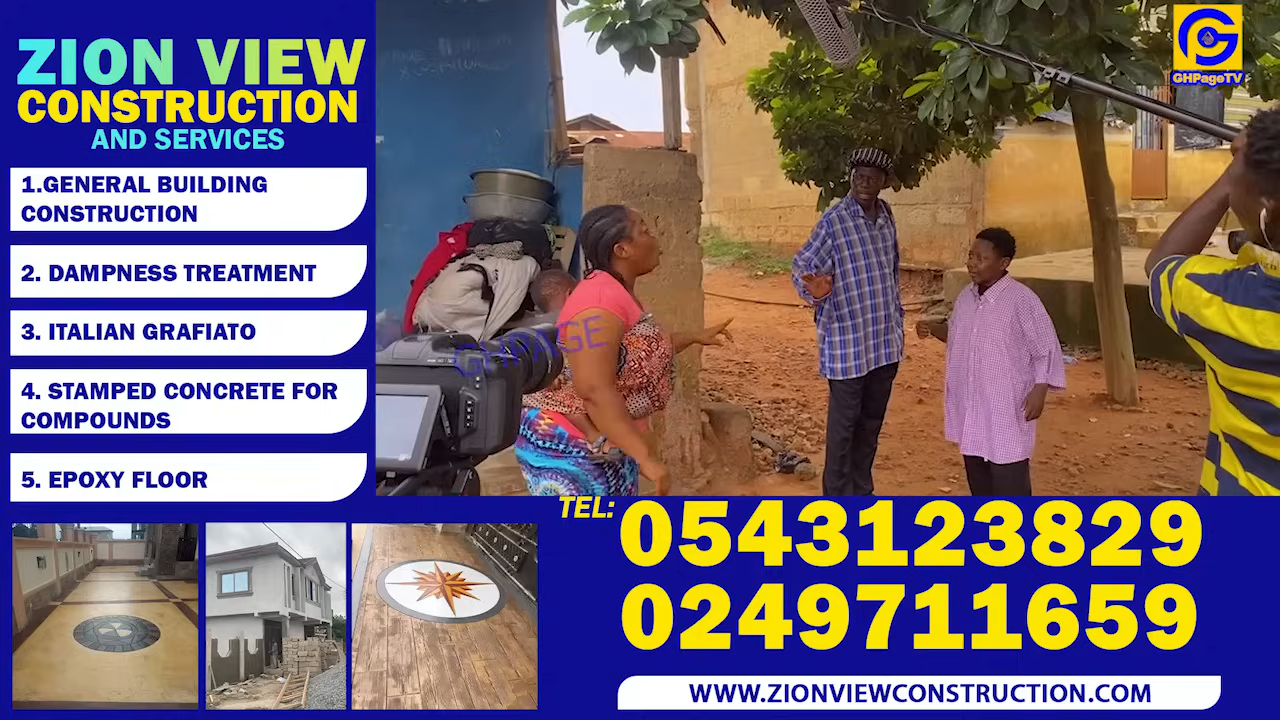 ZION VIEW
CONSTRUCTION
AND SERVICES
1.GENERAL BUILDING
CONSTRUCTION
2. DAMPNESS TREATMENT
3. ITALIAN GRAFIATO
4. STAMPED CONCRETE FOR
COMPOUNDS
5. EPOXY FLOOR
GHPageTV
GHPAGE
TEL:
0543123829
0249711659
WWW.ZIONVIEWCONSTRUCTION.COM